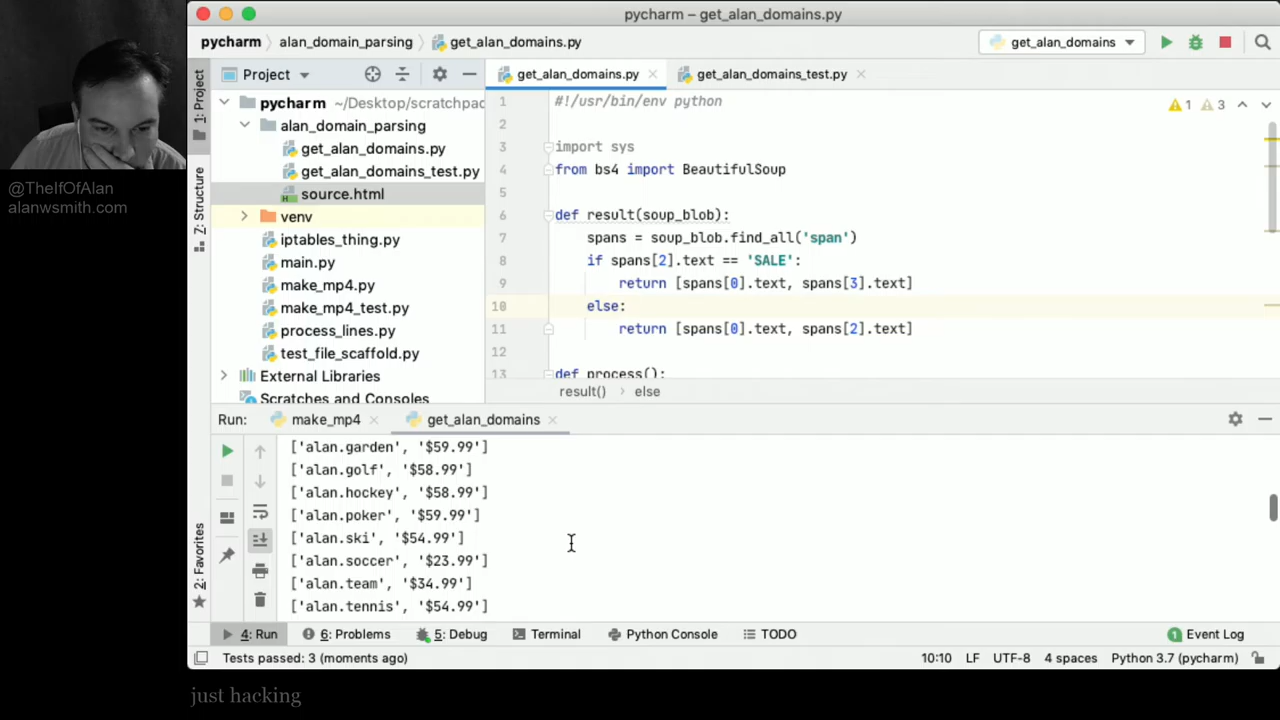 pycharm – get_alan_domains.py
pycharm
alan_domain_parsing
get_alan_domains.py
get_alan_domains
1: Project
Project
get_alan_domains.py
get_alan_domains_test.py
pycharm ~/Desktop/scratchpad
alan_domain_parsing
get_alan_domains.py
get_alan_domains_test.py
source.html
venv
iptables_thing.py
main.py
make_mp4.py
make_mp4_test.py
process_lines.py
test_file_scaffold.py
External Libraries
Scratches and Consoles
Z: Structure
2: Favorites
@TheIfOfAlan
alanwsmith.com
1 #!/usr/bin/env python
2
3 import sys
4 from bs4 import BeautifulSoup
5
6 def result(soup_blob):
7 spans = soup_blob.find_all('span')
8 if spans[2].text == 'SALE':
9 return [spans[0].text, spans[3].text]
10 else:
11 return [spans[0].text, spans[2].text]
12
13 def process():
1 3
result() else
Run: make_mp4 get_alan_domains
['alan.garden', '$59.99']
['alan.golf', '$58.99']
['alan.hockey', '$58.99']
['alan.poker', '$59.99']
['alan.ski', '$54.99']
['alan.soccer', '$23.99']
['alan.team', '$34.99']
['alan.tennis', '$54.99']
4: Run 6: Problems 5: Debug Terminal Python Console TODO 1 Event Log
Tests passed: 3 (moments ago) 10:10 LF UTF-8 4 spaces Python 3.7 (pycharm)
just hacking